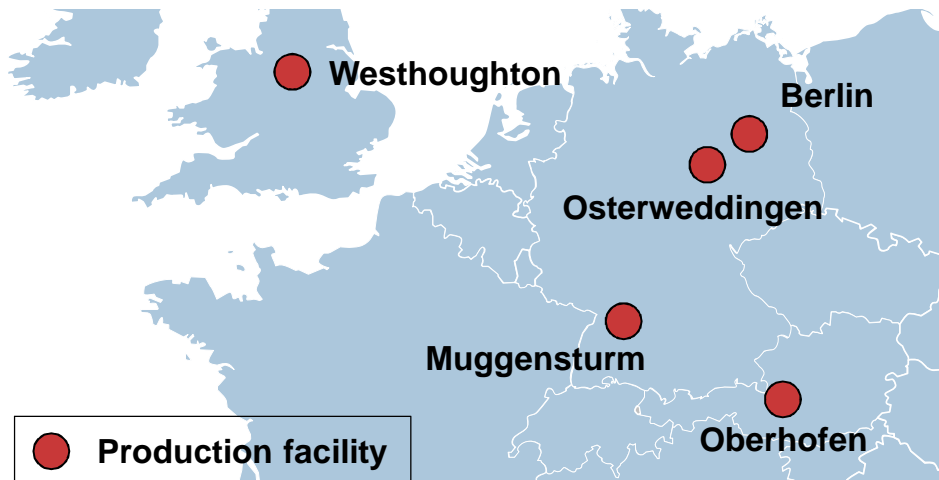 Westhoughton
Berlin
Osterweddingen
Muggensturm
Oberhofen
Production facility